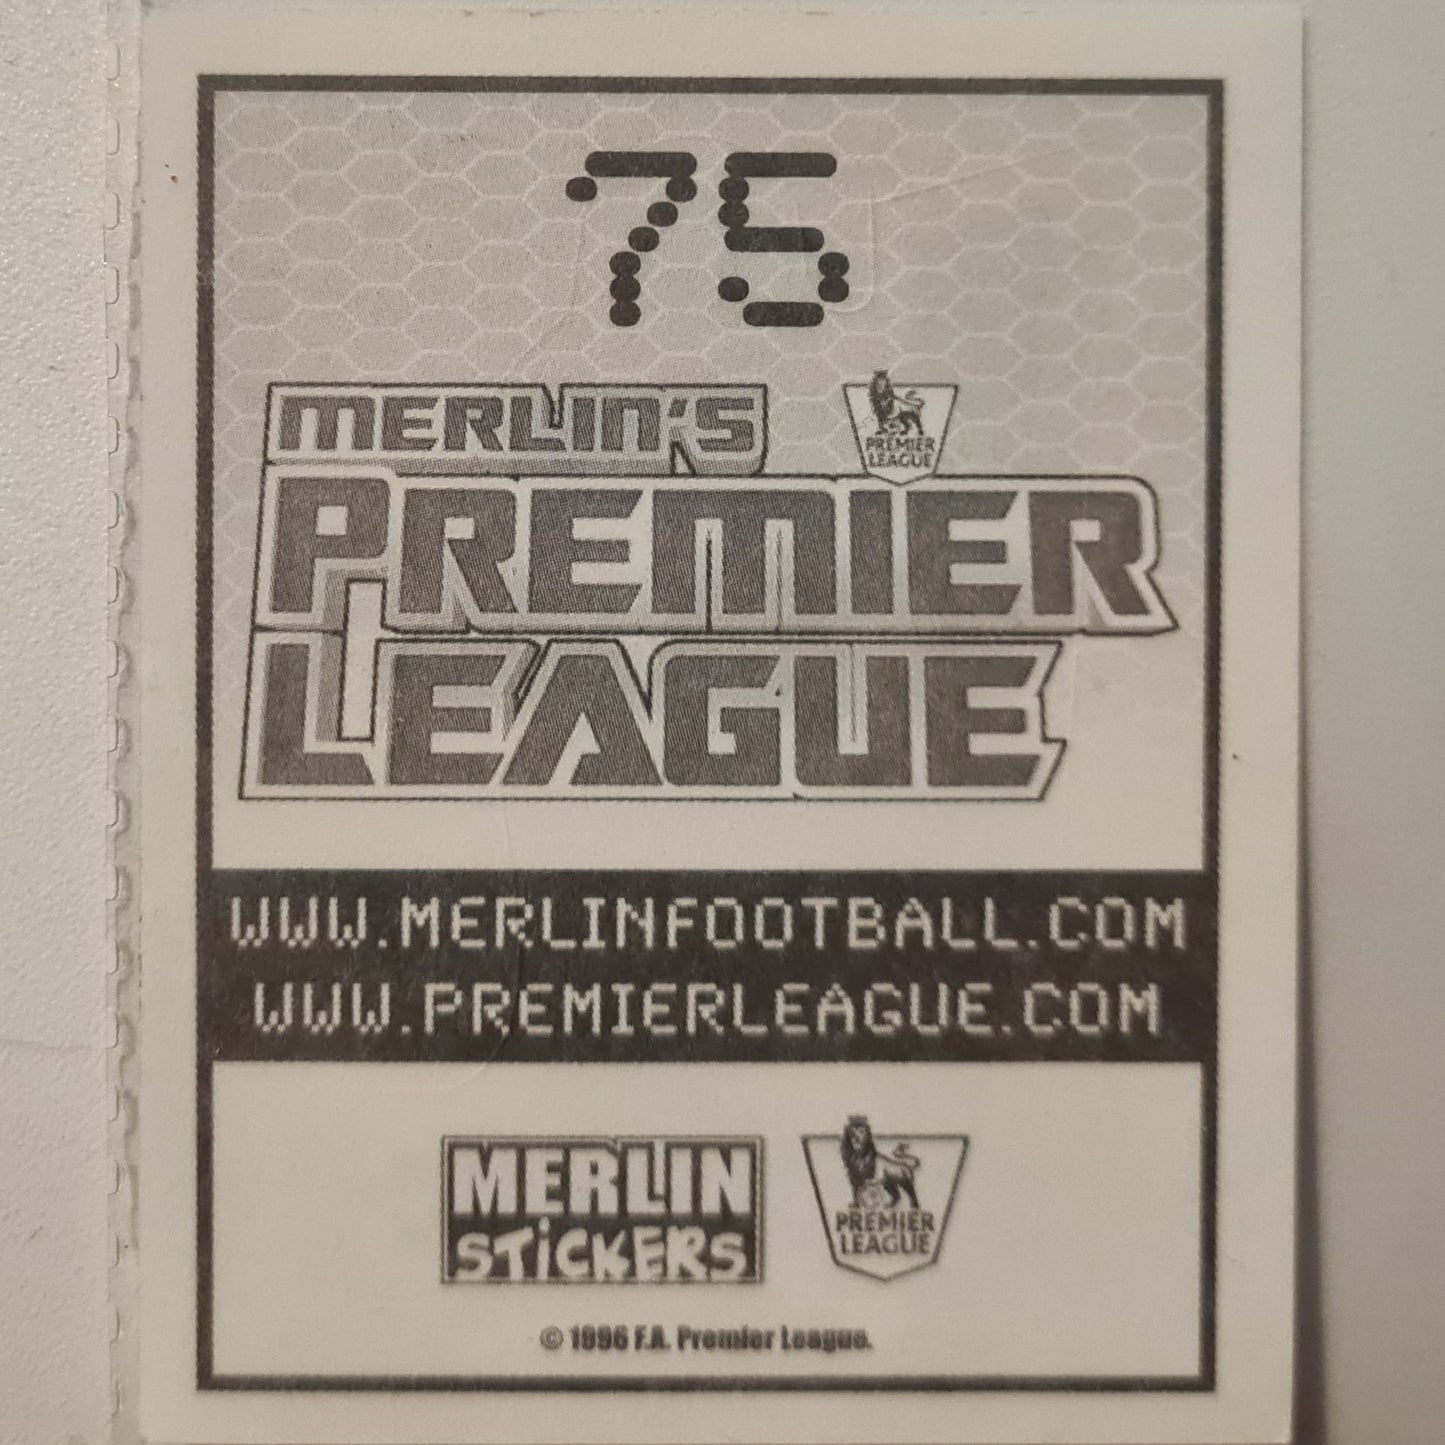 75
MERLIN'S
PREMIER
LEAGUE
PREMIER
LEAGUE
WWW.MERLINFOOTBALL.COM
WWW.PREMIERLEAGUE.COM
MERLIN
STICKERS
PREMIER
LEAGUE
© 1996 F.A. Premier League.